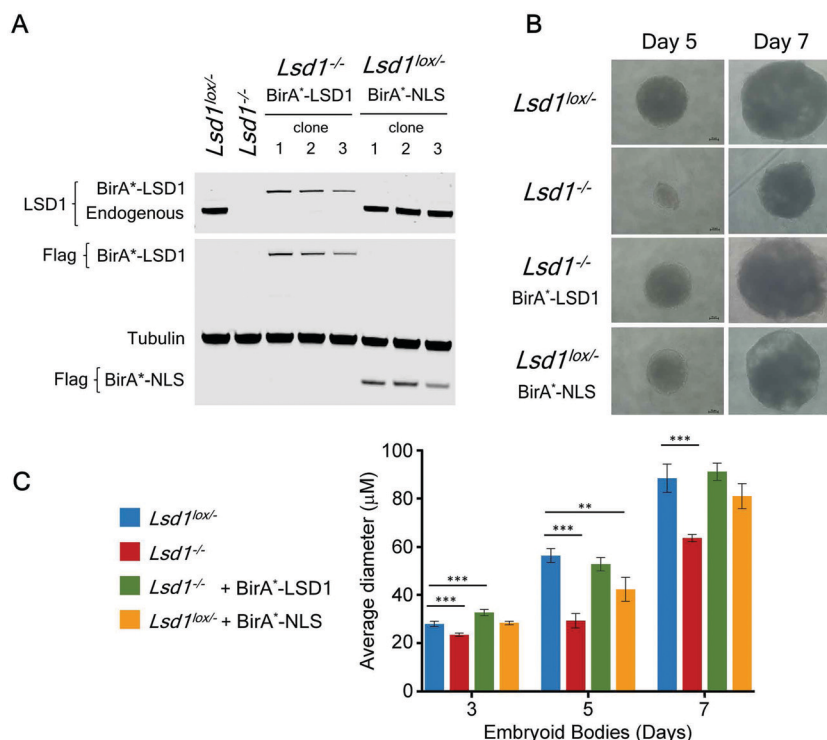 A
Lsd1lox/-
Lsd1-/-
Lsd1-/-
BirA*-LSD1
Lsd1lox/-
BirA*-NLS
clone
clone
1 2 3 1 2 3
LSD1
BirA*-LSD1
Endogenous
Flag
BirA*-LSD1
Tubulin
Flag
BirA*-NLS
B
Day 5
Day 7
Lsd1lox/-
Lsd1-/-
Lsd1-/-
BirA*-LSD1
Lsd1lox/-
BirA*-NLS
C
Lsd1lox/-
Lsd1-/-
Lsd1-/- + BirA*-LSD1
Lsd1lox/- + BirA*-NLS
Average diameter (μM)
100
80
60
40
20
0
***
***
**
***
***
3
5
7
Embryoid Bodies (Days)